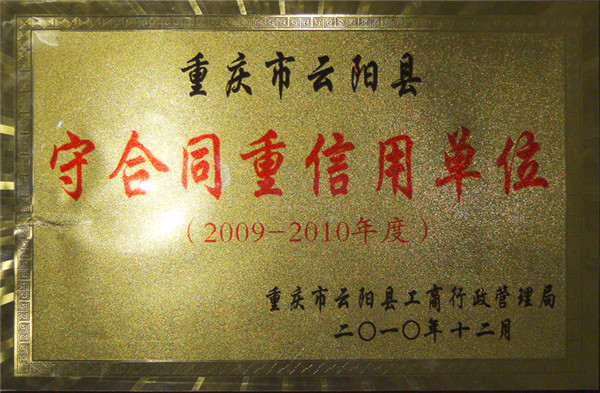 重庆市云阳县
守合同重信用单位
（2009-2010年度）
重庆市云阳县工商行政管理局
二〇一〇年十二月